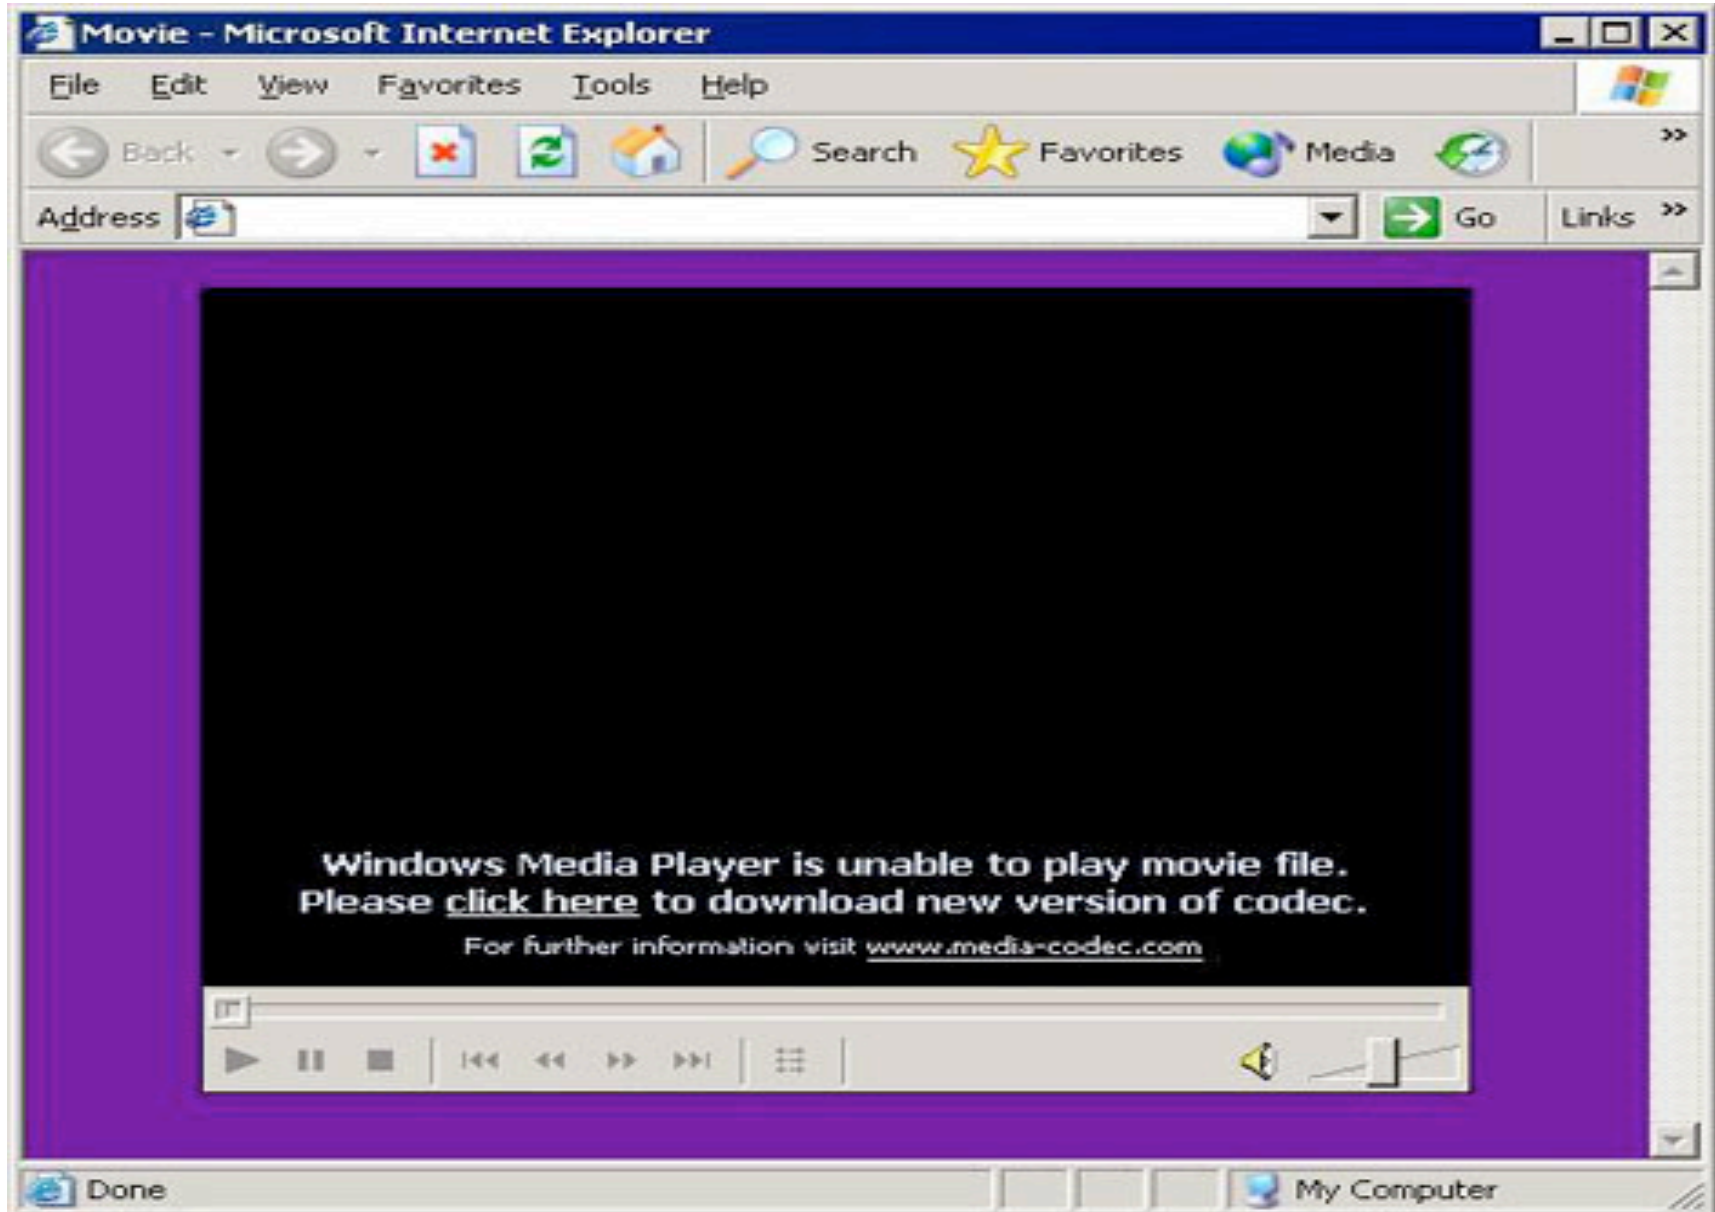 Movie - Microsoft Internet Explorer
File Edit View Favorites Tools Help
Back Search Favorites Media
Address Go Links
Windows Media Player is unable to play movie file.
Please click here to download new version of codec.
For further information visit www.media-codec.com
Done My Computer